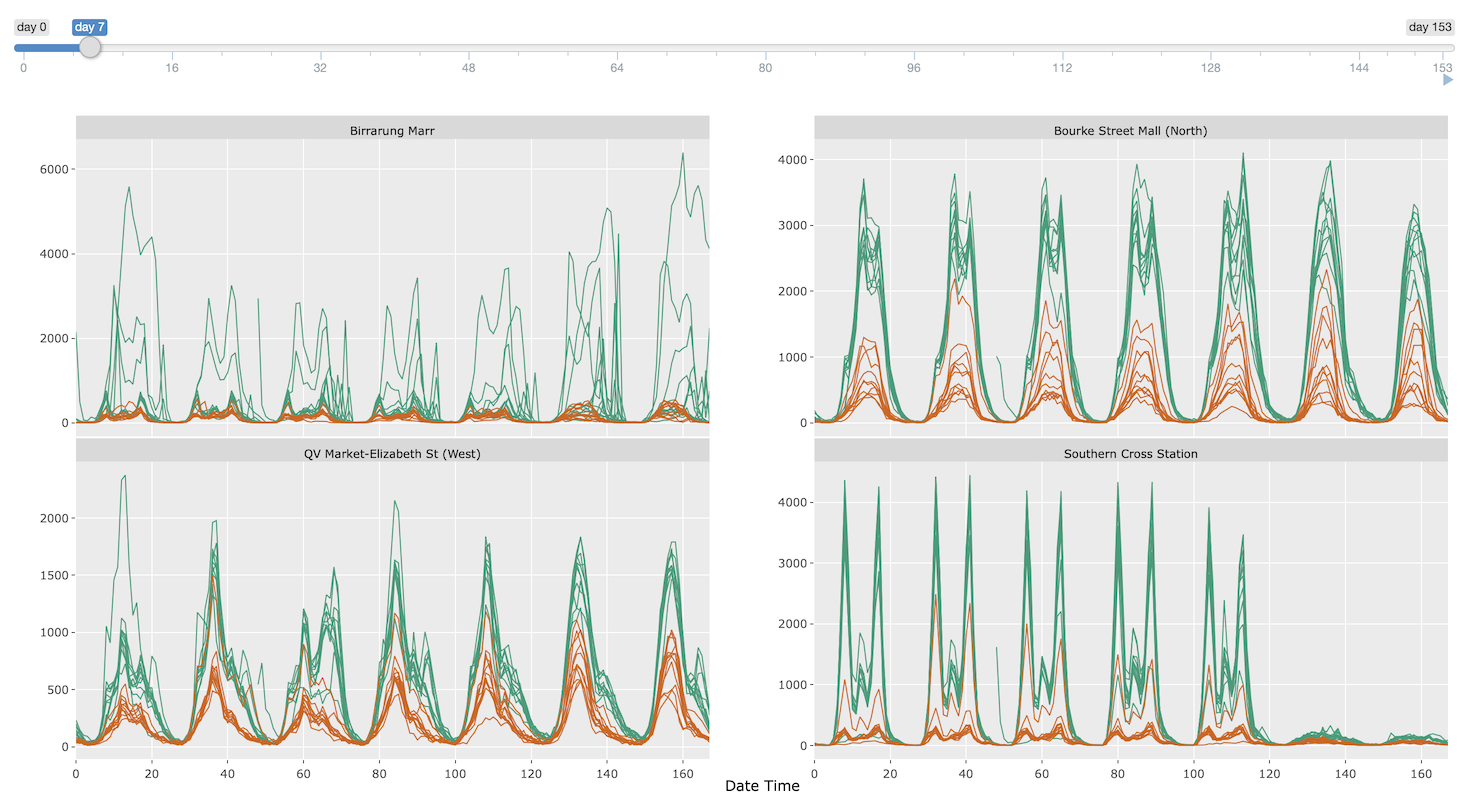 day 0 day 7 day 153
0 16 32 48 64 80 96 112 128 144 153
Birrarung Marr
6000
4000
2000
0
Bourke Street Mall (North)
4000
3000
2000
1000
0
QV Market-Elizabeth St (West)
2000
1500
1000
500
0
0 20 40 60 80 100 120 140 160
Southern Cross Station
4000
3000
2000
1000
0
0 20 40 60 80 100 120 140 160
Date Time